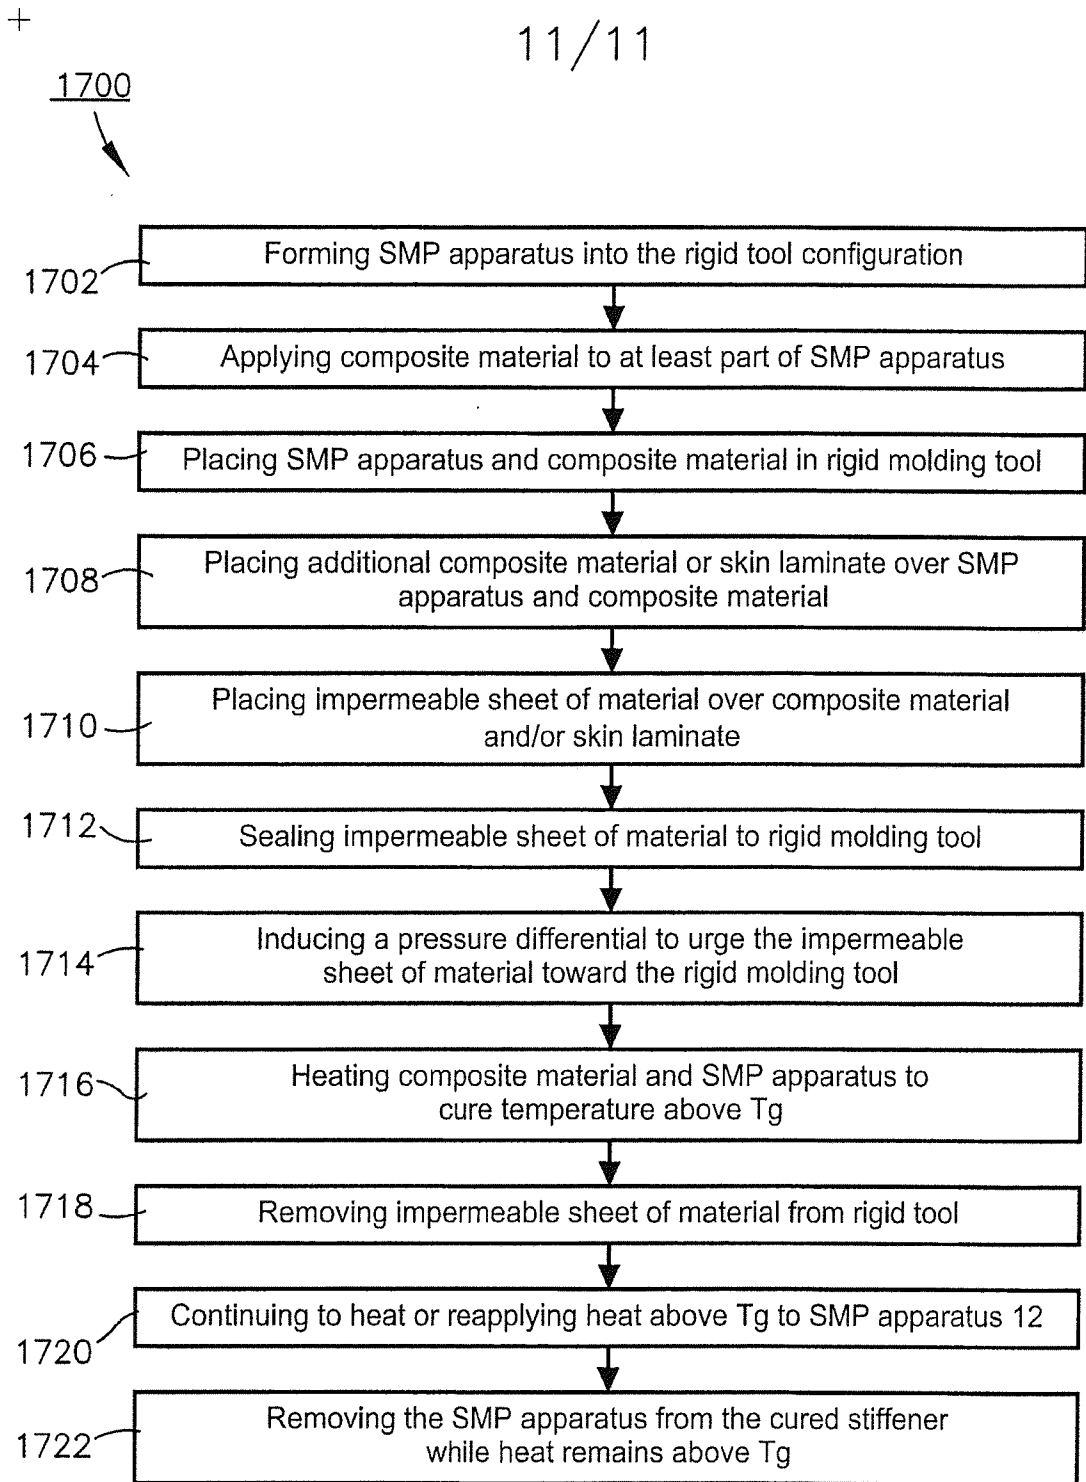 11/11
1700
1702
Forming SMP apparatus into the rigid tool configuration
1704
Applying composite material to at least part of SMP apparatus
1706
Placing SMP apparatus and composite material in rigid molding tool
1708
Placing additional composite material or skin laminate over SMP
apparatus and composite material
1710
Placing impermeable sheet of material over composite material
and/or skin laminate
1712
Sealing impermeable sheet of material to rigid molding tool
1714
Inducing a pressure differential to urge the impermeable
sheet of material toward the rigid molding tool
1716
Heating composite material and SMP apparatus to
cure temperature above Tg
1718
Removing impermeable sheet of material from rigid tool
1720
Continuing to heat or reapplying heat above Tg to SMP apparatus 12
1722
Removing the SMP apparatus from the cured stiffener
while heat remains above Tg